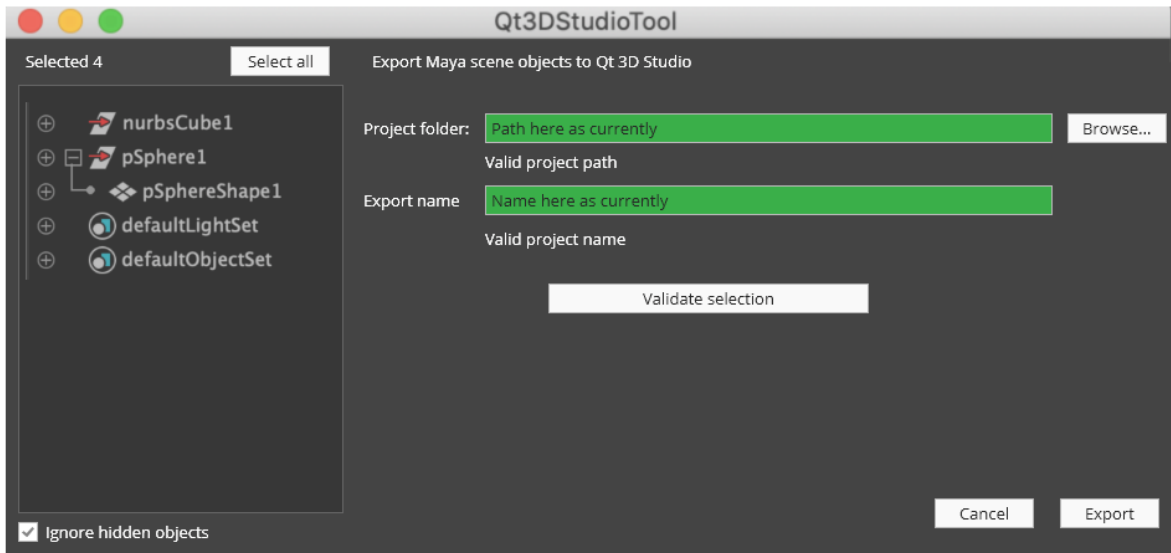 Qt3DStudioTool
Selected 4
Select all
Export Maya scene objects to Qt 3D Studio
nurbsCube1
pSphere1
pSphereShape1
defaultLightSet
defaultObjectSet
Project folder:
Path here as currently
Browse...
Valid project path
Export name
Name here as currently
Valid project name
Validate selection
Cancel
Export
Ignore hidden objects